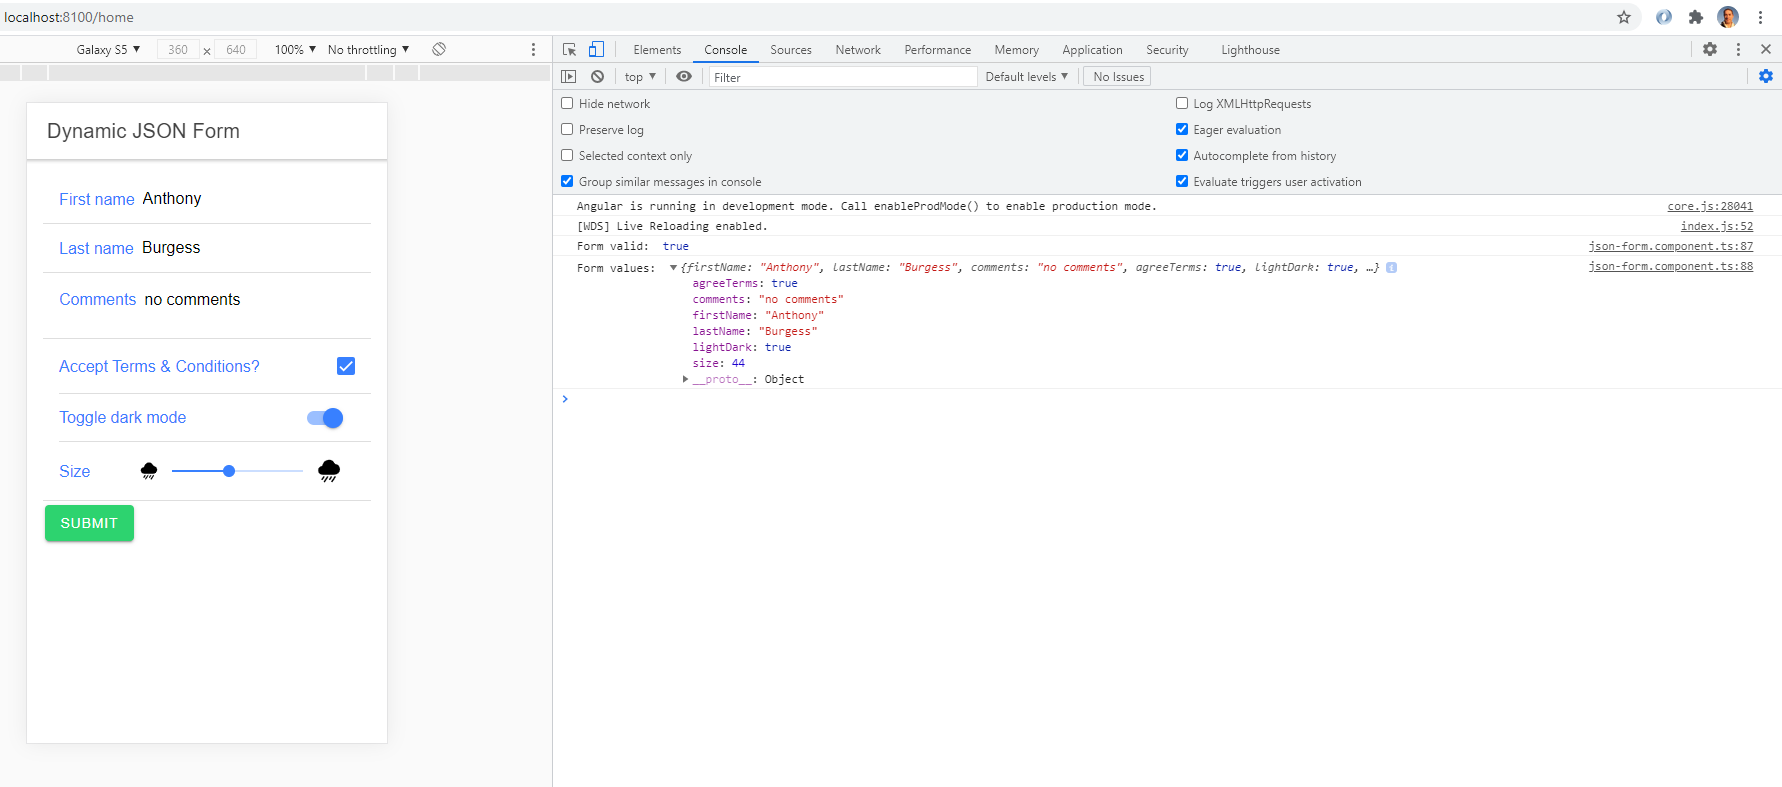 localhost:8100/home
Galaxy S5 ▼ 360 × 640 100% ▼ No throttling ▼
Elements Console Sources Network Performance Memory Application Security Lighthouse
top ▼ Filter Default levels ▼ No Issues
Hide network
Log XMLHttpRequests
Preserve log
Eager evaluation
Selected context only
Autocomplete from history
Group similar messages in console
Evaluate triggers user activation
Dynamic JSON Form
First name Anthony
Last name Burgess
Comments no comments
Accept Terms & Conditions?
Toggle dark mode
Size
SUBMIT
Angular is running in development mode. Call enableProdMode() to enable production mode. core.js:28041
[WDS] Live Reloading enabled. index.js:52
Form valid: true json-form.component.ts:87
Form values: ▼{firstName: "Anthony", lastName: "Burgess", comments: "no comments", agreeTerms: true, lightDark: true, …} i json-form.component.ts:88
agreeTerms: true
comments: "no comments"
firstName: "Anthony"
lastName: "Burgess"
lightDark: true
size: 44
▶__proto__: Object
>